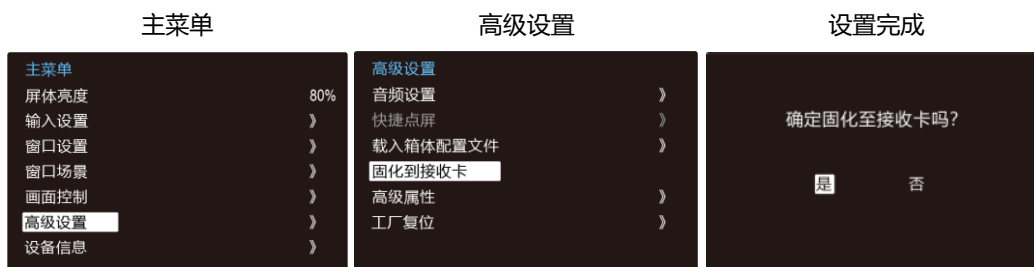 主菜单
高级设置
设置完成
主菜单
屏体亮度 80%
输入设置 》
窗口设置 》
窗口场景 》
画面控制 》
高级设置 》
设备信息 》
高级设置
音频设置 》
快捷点屏 》
载入箱体配置文件 》
固化到接收卡
高级属性 》
工厂复位 》
确定固化至接收卡吗?
是 否